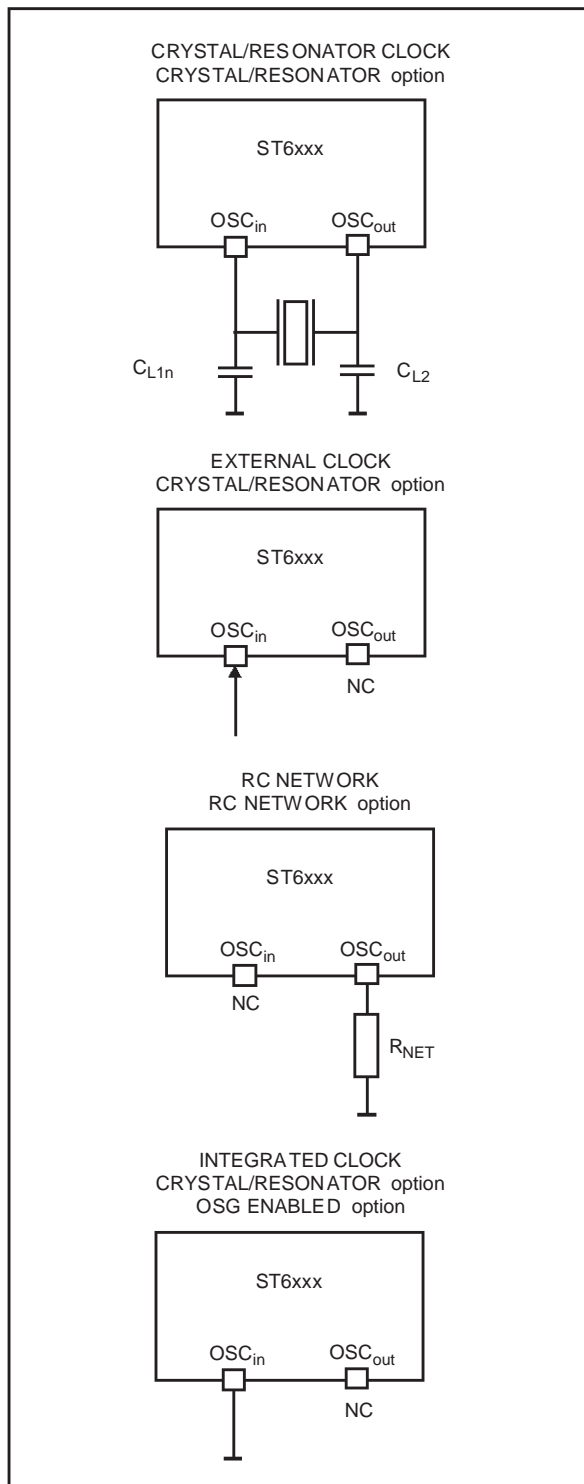 CRYSTAL/RESONATOR CLOCK
CRYSTAL/RESONATOR option
ST6xxx
OSCin OSCout
CL1n CL2
EXTERNAL CLOCK
CRYSTAL/RESONATOR option
ST6xxx
OSCin OSCout
NC
RC NETWORK
RC NETWORK option
ST6xxx
OSCin OSCout
NC
RNET
INTEGRATED CLOCK
CRYSTAL/RESONATOR option
OSG ENABLED option
ST6xxx
OSCin OSCout
NC